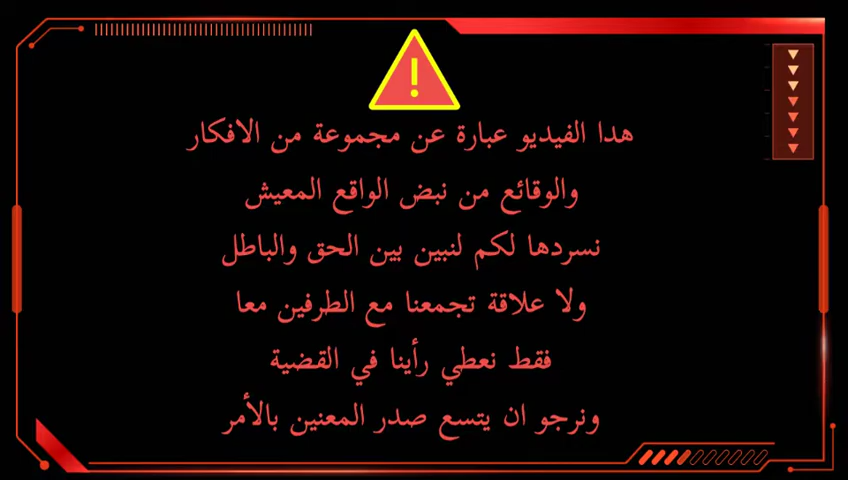 هدا الفيديو عبارة عن مجموعة من الافكار
والوقائع من نبض الواقع المعيش
نسردها لكم لنبين بين الحق والباطل
ولا علاقة تجمعنا مع الطرفين معا
فقط نعطي رأينا في القضية
ونرجو ان يتسع صدر المعنين بالأمر